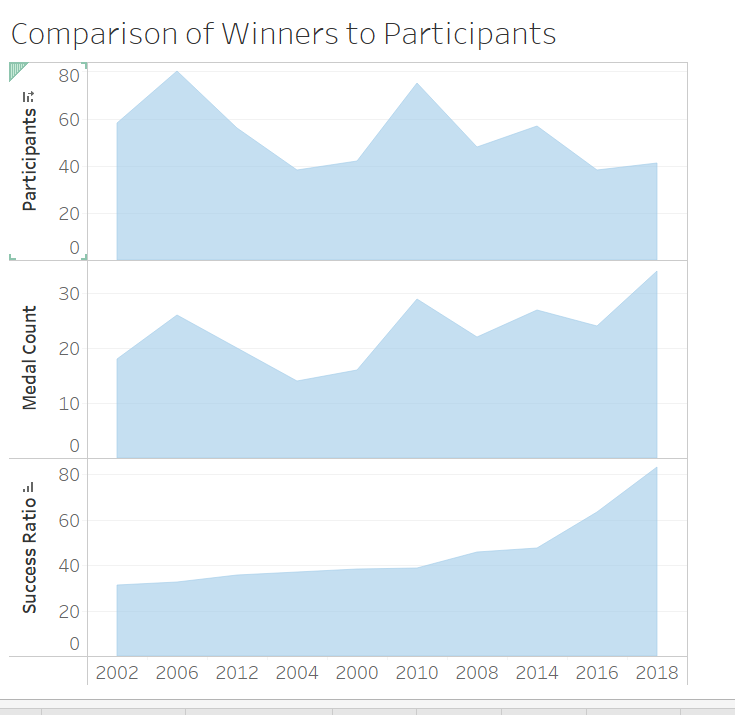 Comparison of Winners to Participants
Participants
80
60
40
20
0
Medal Count
30
20
10
0
Success Ratio
80
60
40
20
0
2002 2006 2012 2004 2000 2010 2008 2014 2016 2018